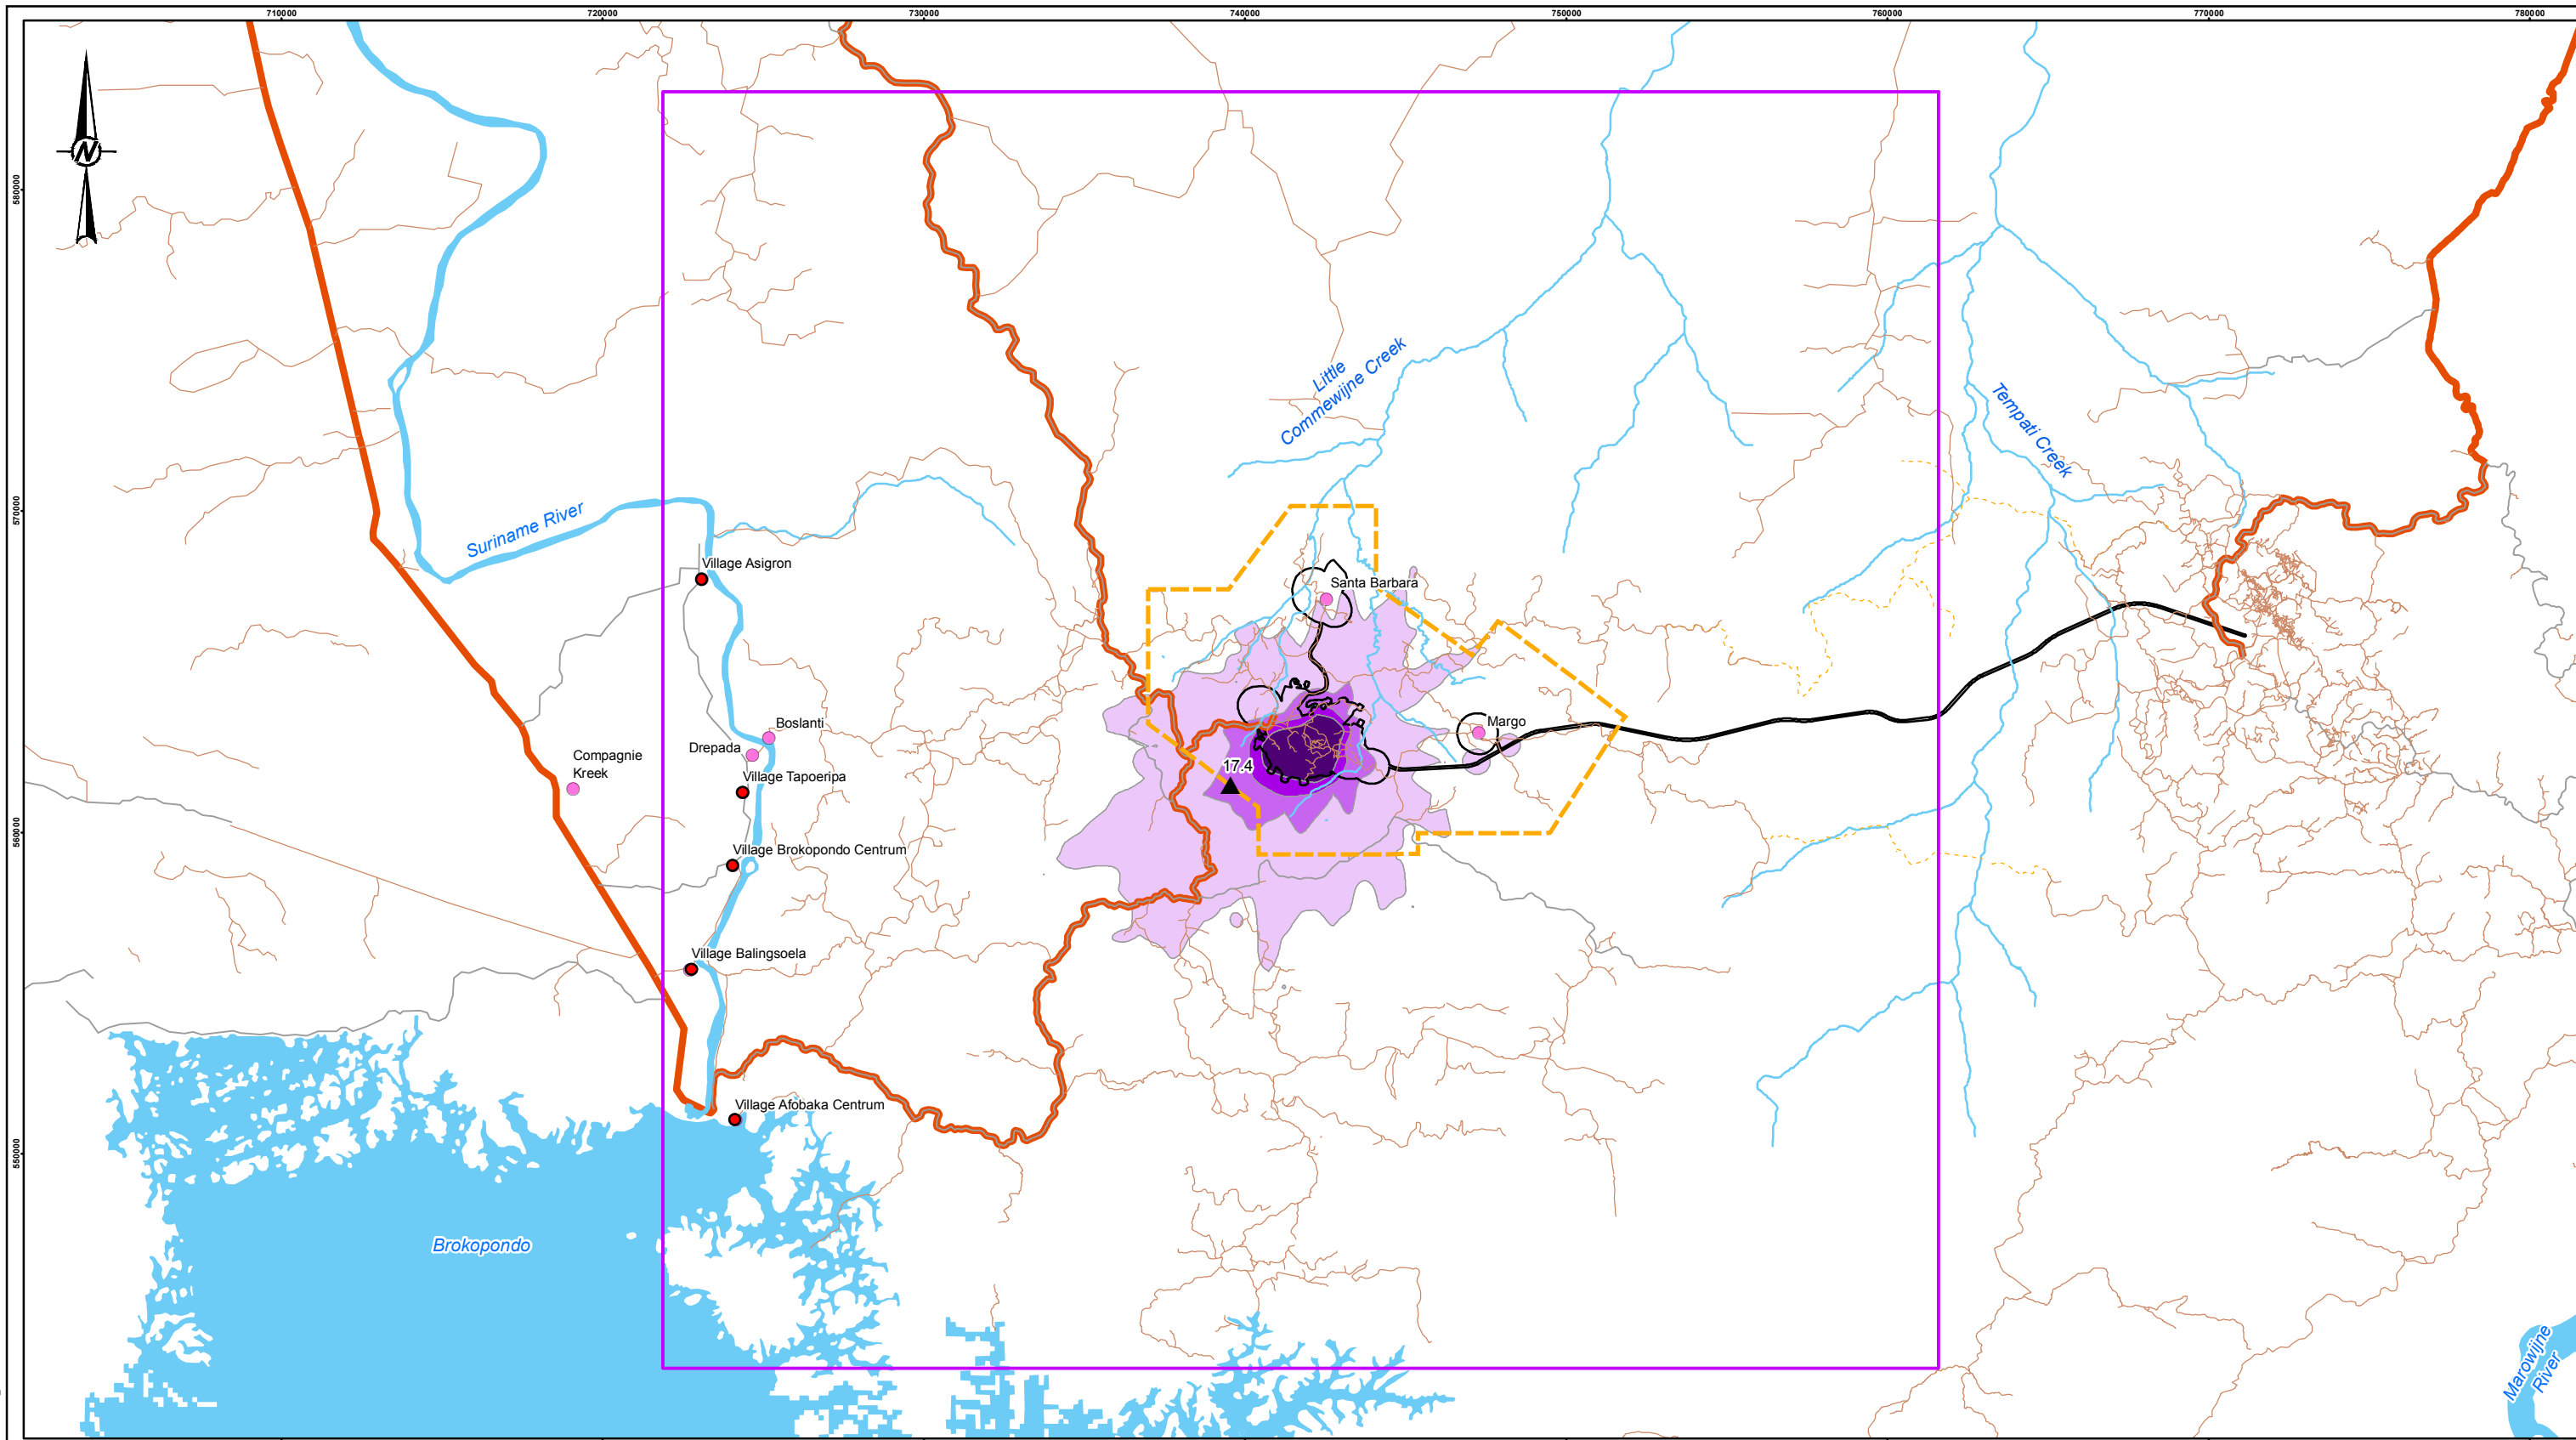 710000
720000
730000
740000
750000
760000
770000
780000
580000
570000
560000
550000
N
Little
Commewijne Creek
Tempati Creek
Suriname River
Village Asigron
Santa Barbara
Boslanti
Drepada
Margo
Compagnie
Kreek
Village Tapoeripa
17.4
Village Brokopondo Centrum
Village Balingsoela
Village Afobaka Centrum
Brokopondo
Marowijne
River